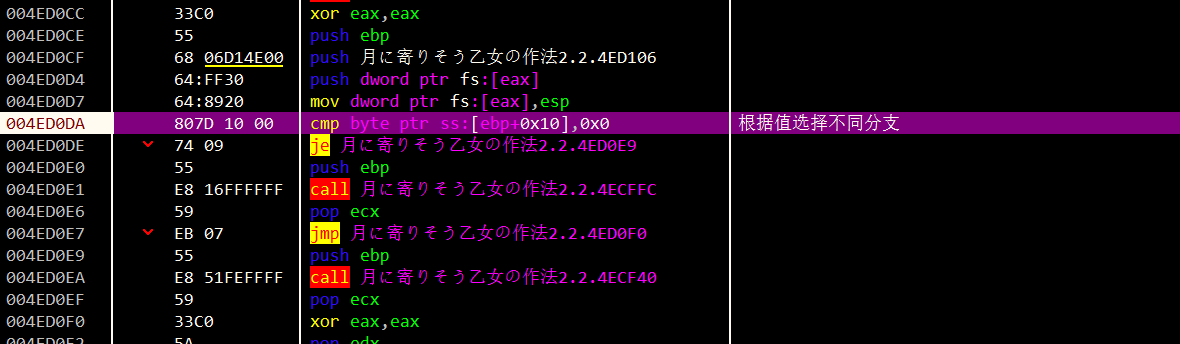 004ED0CC 33C0 xor eax,eax
004ED0CE 55 push ebp
004ED0CF 68 06D14E00 push 月に寄りそう乙女の作法2.2.4ED106
004ED0D4 64:FF30 push dword ptr fs:[eax]
004ED0D7 64:8920 mov dword ptr fs:[eax],esp
004ED0DA 807D 10 00 cmp byte ptr ss:[ebp+0x10],0x0 根据值选择不同分支
004ED0DE 74 09 je 月に寄りそう乙女の作法2.2.4ED0E9
004ED0E0 55 push ebp
004ED0E1 E8 16FFFFFF call 月に寄りそう乙女の作法2.2.4ECFFC
004ED0E6 59 pop ecx
004ED0E7 EB 07 jmp 月に寄りそう乙女の作法2.2.4ED0F0
004ED0E9 55 push ebp
004ED0EA E8 51FEFFFF call 月に寄りそう乙女の作法2.2.4ECF40
004ED0EF 59 pop ecx
004ED0F0 33C0 xor eax,eax
004ED0F2 5A pop edx